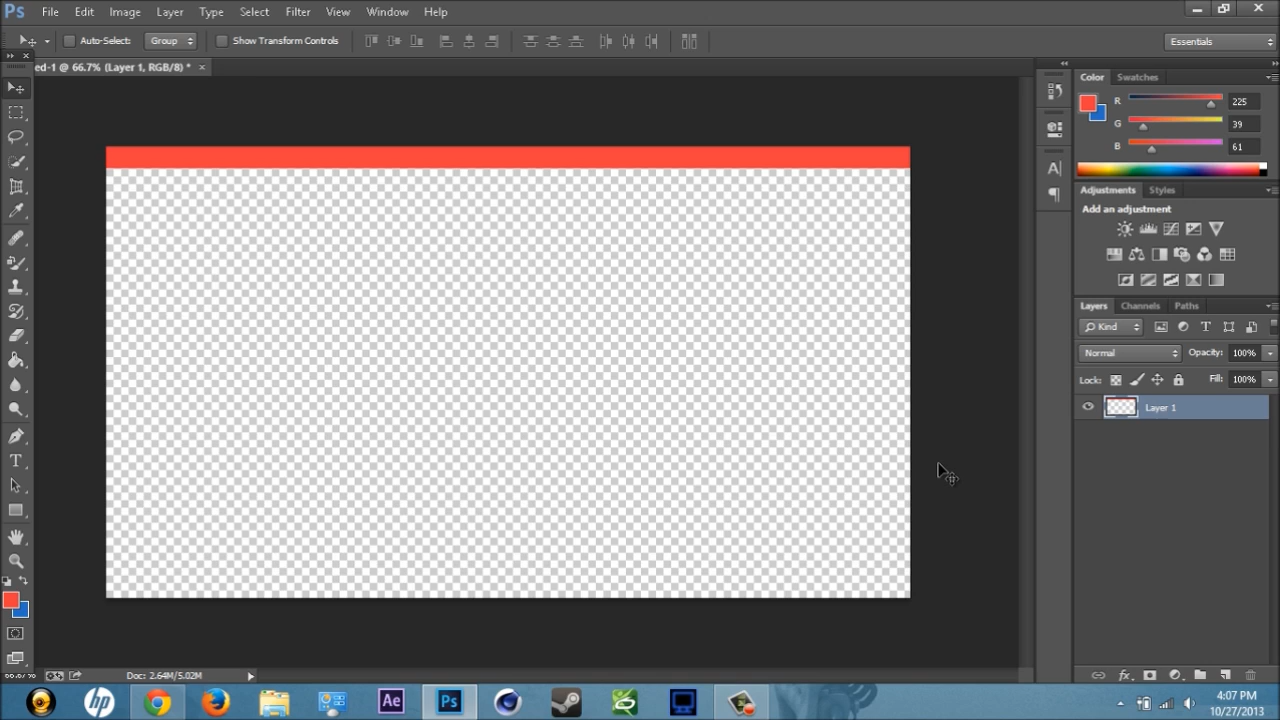 Ps File Edit Image Layer Type Select Filter View Window Help
Auto-Select: Group Show Transform Controls Essentials
ed-1 @ 66.7% (Layer 1, RGB/8) * ×
Color Swatches
R 225
G 39
B 61
Adjustments Styles
Add an adjustment
Layers Channels Paths
Kind
Normal Opacity: 100%
Lock: Fill: 100%
Layer 1
Doc: 2.64M/5.02M
hp Ae Ps
4:07 PM
10/27/2013